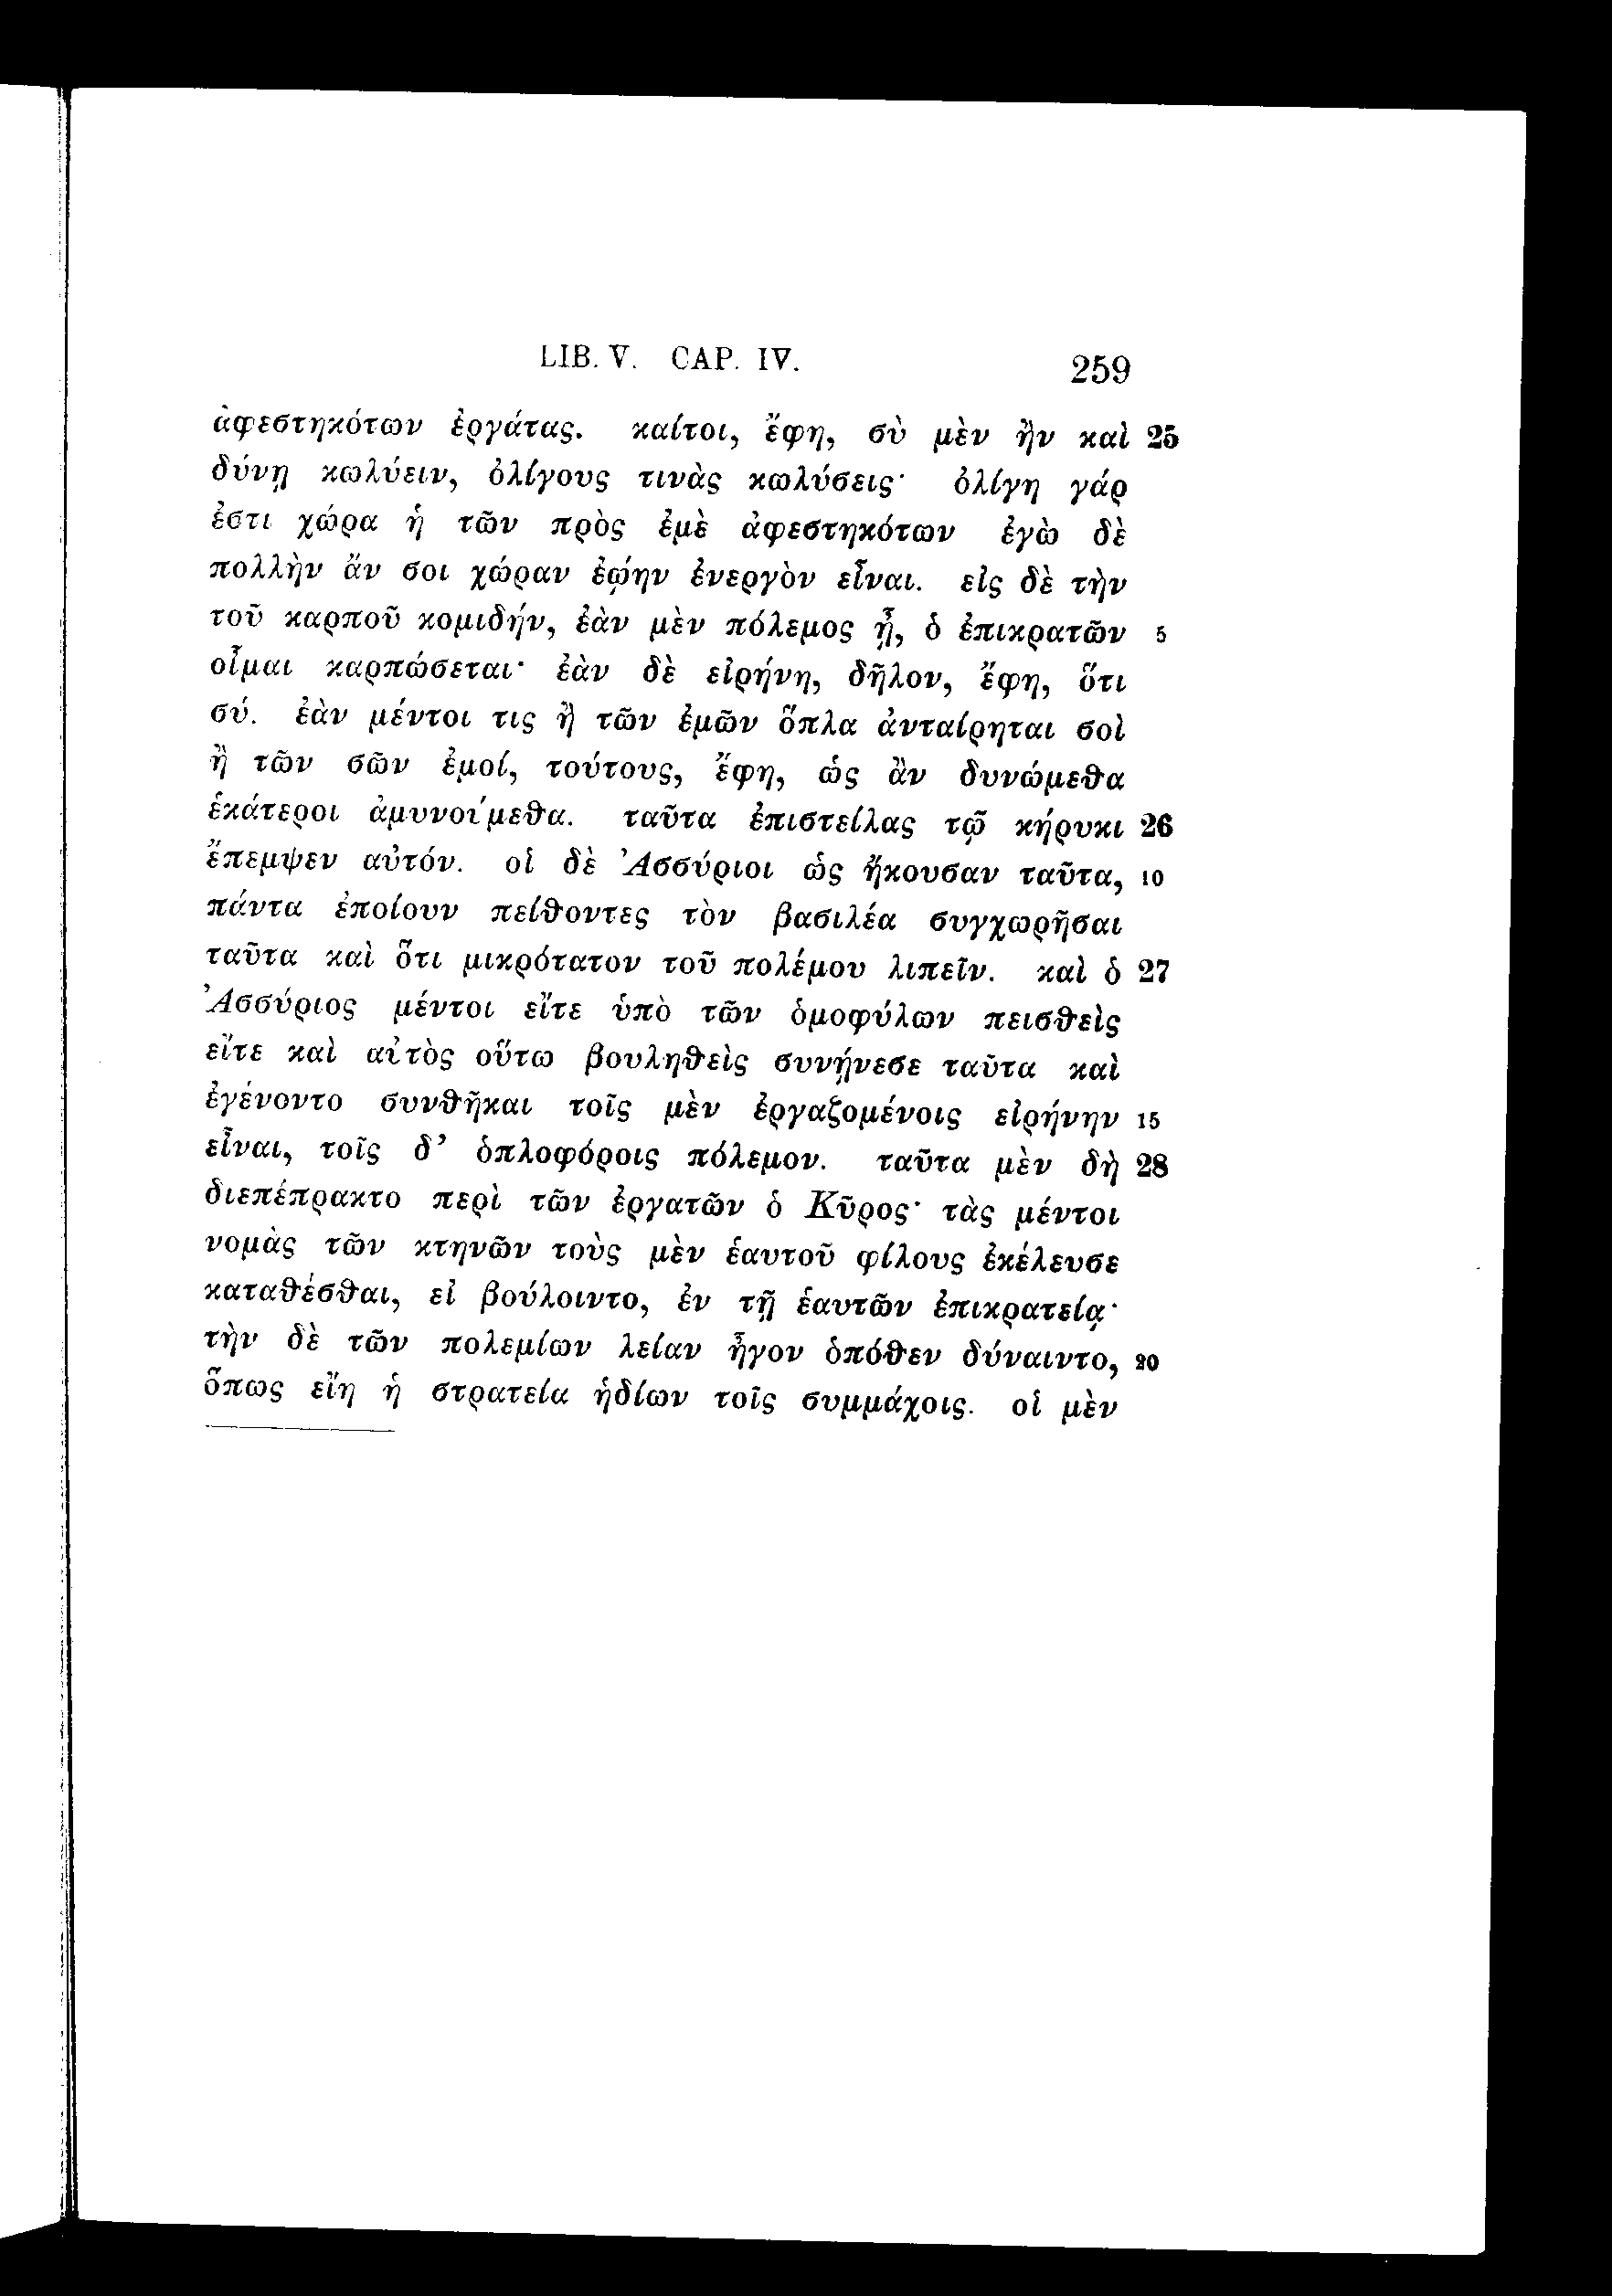 LIB. V. CAP. IV. 259
ἀφεστηκότων ἐργάτας. καίτοι, ἔφη, σὺ μὲν ἢν καὶ 25
δύνῃ κωλύειν, ὀλίγους τινὰς κωλύσεις· ὀλίγη γάρ
ἐστι χώρα ἡ τῶν πρὸς ἐμὲ ἀφεστηκότων ἐγὼ δὲ
πολλὴν ἄν σοι χώραν ἐῴην ἐνεργὸν εἶναι. εἰς δὲ τὴν
τοῦ καρποῦ κομιδήν, ἐὰν μὲν πόλεμος ᾖ, ὁ ἐπικρατῶν 5
οἶμαι καρπώσεται· ἐὰν δὲ εἰρήνη, δῆλον, ἔφη, ὅτι
σύ. ἐὰν μέντοι τις ἢ τῶν ἐμῶν ὅπλα ἀνταίρηται σοὶ
ἢ τῶν σῶν ἐμοί, τούτους, ἔφη, ὡς ἂν δυνώμεθα
ἑκάτεροι ἀμυνοίμεθα. ταῦτα ἐπιστείλας τῷ κήρυκι 26
ἔπεμψεν αὐτόν. οἱ δὲ Ἀσσύριοι ὡς ἤκουσαν ταῦτα, 10
πάντα ἐποίουν πείθοντες τὸν βασιλέα συγχωρῆσαι
ταῦτα καὶ ὅτι μικρότατον τοῦ πολέμου λιπεῖν. καὶ ὁ 27
Ἀσσύριος μέντοι εἴτε ὑπὸ τῶν ὁμοφύλων πεισθεὶς
εἴτε καὶ αὐτὸς οὕτω βουληθεὶς συνῄνεσε ταῦτα καὶ
ἐγένοντο συνθῆκαι τοῖς μὲν ἐργαζομένοις εἰρήνην 15
εἶναι, τοῖς δ’ ὁπλοφόροις πόλεμον. ταῦτα μὲν δὴ 28
διεπέπρακτο περὶ τῶν ἐργατῶν ὁ Κῦρος· τὰς μέντοι
νομὰς τῶν κτηνῶν τοὺς μὲν ἑαυτοῦ φίλους ἐκέλευσε
καταθέσθαι, εἰ βούλοιντο, ἐν τῇ ἑαυτῶν ἐπικρατείᾳ·
τὴν δὲ τῶν πολεμίων λείαν ἦγον ὁπόθεν δύναιντο, 20
ὅπως εἴη ἡ στρατεία ἡδίων τοῖς συμμάχοις. οἱ μὲν